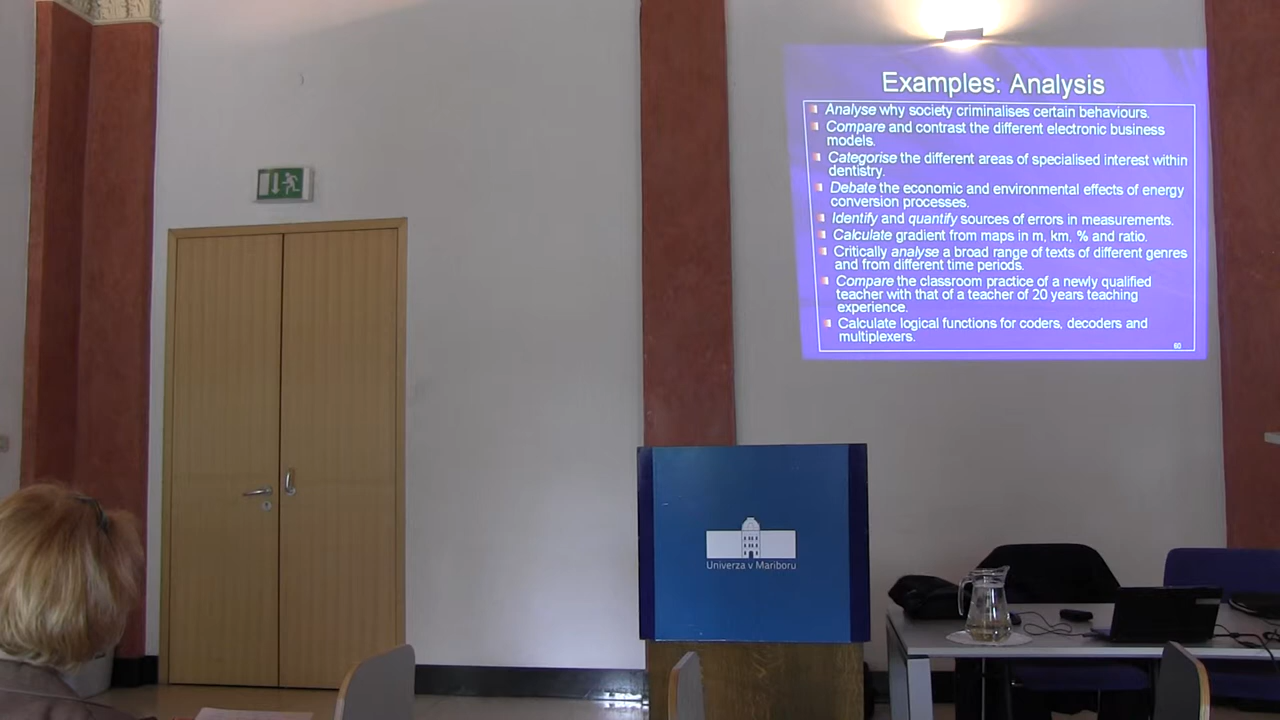 Examples: Analysis
Analyse why society criminalises certain behaviours.
Compare and contrast the different electronic business
models.
Categorise the different areas of specialised interest within
dentistry.
Debate the economic and environmental effects of energy
conversion processes.
Identify and quantify sources of errors in measurements.
Calculate gradient from maps in m, km, % and ratio.
Critically analyse a broad range of texts of different genres
and from different time periods.
Compare the classroom practice of a newly qualified
teacher with that of a teacher of 20 years teaching
experience.
Calculate logical functions for coders, decoders and
multiplexers.
60
Univerza v Mariboru